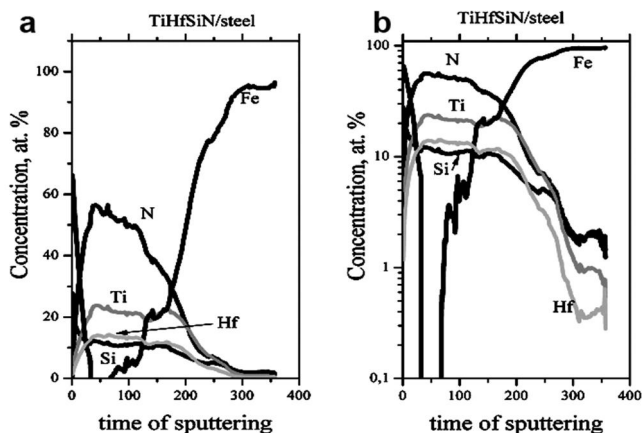 a
TiHfSiN/steel
Concentration, at. %
100
80
60
40
20
0
Fe
N
Ti
Hf
Si
0 100 200 300 400
time of sputtering
b
TiHfSiN/steel
Concentration, at. %
100
10
1
0,1
N
Fe
Ti
Si
Hf
0 100 200 300 400
time of sputtering